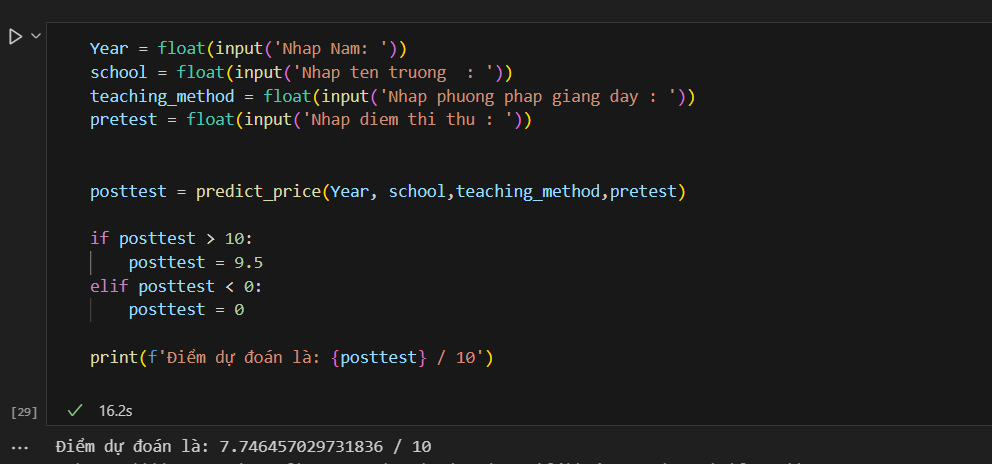 Year = float(input('Nhap Nam: '))
school = float(input('Nhap ten truong  : '))
teaching_method = float(input('Nhap phuong phap giang day : '))
pretest = float(input('Nhap diem thi thu : '))
posttest = predict_price(Year, school,teaching_method,pretest)
if posttest > 10:
    posttest = 9.5
elif posttest < 0:
    posttest = 0
print(f'Điểm dự đoán là: {posttest} / 10')
[29] 16.2s
... Điểm dự đoán là: 7.746457029731836 / 10